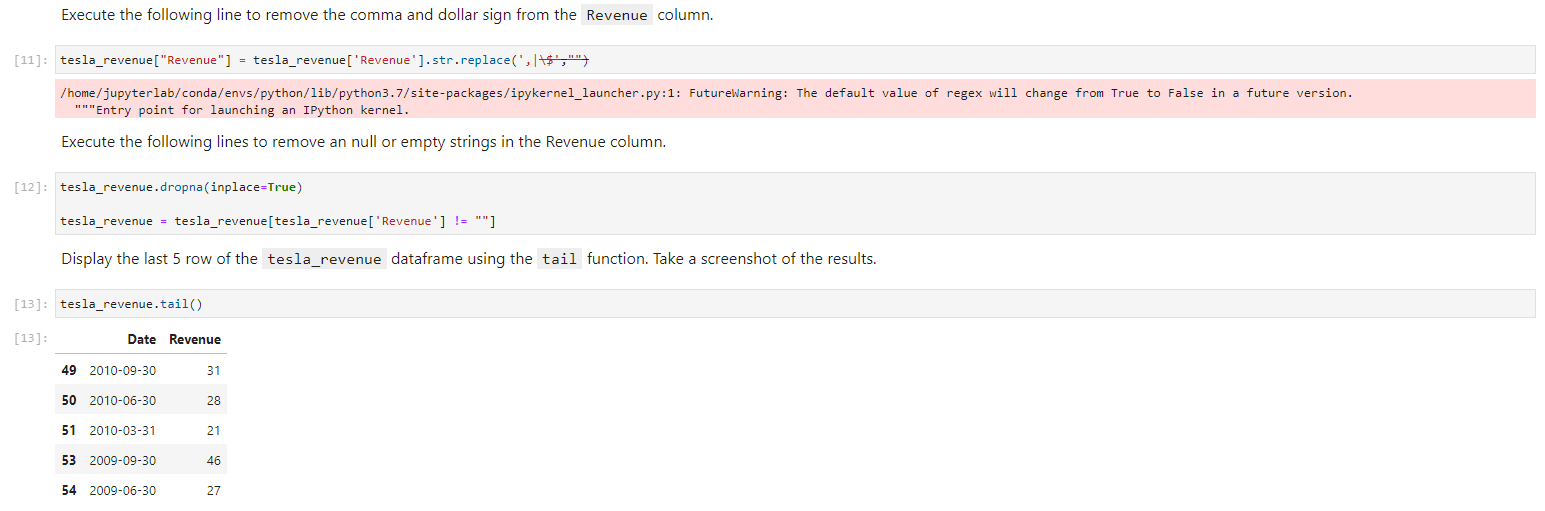 Execute the following line to remove the comma and dollar sign from the Revenue column.
[11]: tesla_revenue["Revenue"] = tesla_revenue['Revenue'].str.replace(',|\$',"")
/home/jupyterlab/conda/envs/python/lib/python3.7/site-packages/ipykernel_launcher.py:1: FutureWarning: The default value of regex will change from True to False in a future version.
"""Entry point for launching an IPython kernel.
Execute the following lines to remove an null or empty strings in the Revenue column.
[12]: tesla_revenue.dropna(inplace=True)
tesla_revenue = tesla_revenue[tesla_revenue['Revenue'] != ""]
Display the last 5 row of the tesla_revenue dataframe using the tail function. Take a screenshot of the results.
[13]: tesla_revenue.tail()
[13]: Date Revenue
49 2010-09-30 31
50 2010-06-30 28
51 2010-03-31 21
53 2009-09-30 46
54 2009-06-30 27